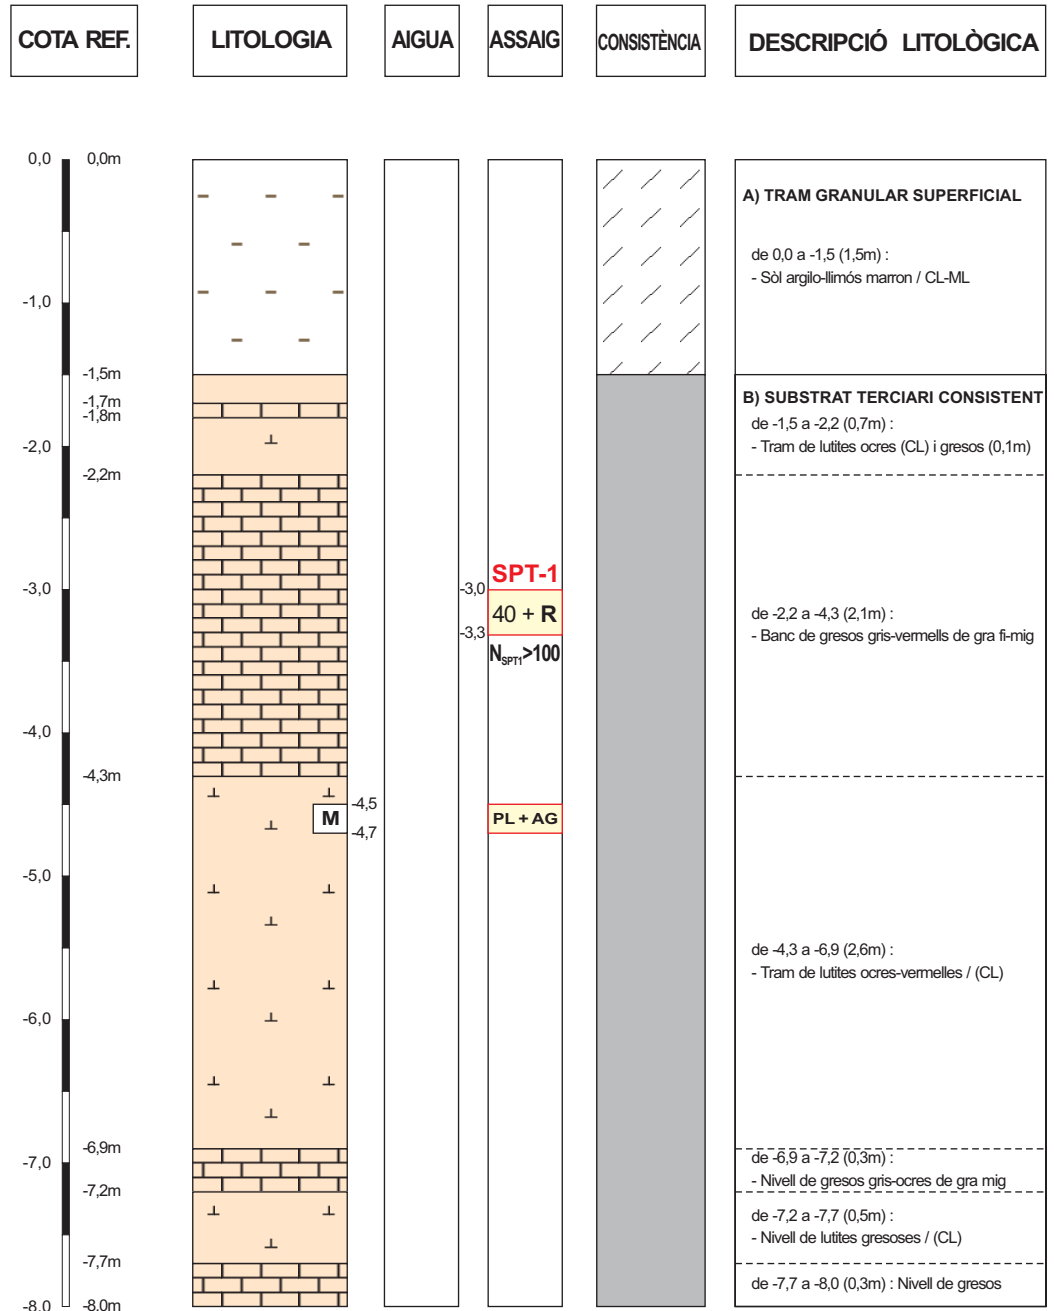 COTA REF.
LITOLOGIA
AIGUA
ASSAIG
CONSISTÈNCIA
DESCRIPCIÓ LITOLÒGICA
0,0
0,0m
A) TRAM GRANULAR SUPERFICIAL
de 0,0 a -1,5 (1,5m) :
- Sòl argilo-llimós marron / CL-ML
-1,0
-1,5m
B) SUBSTRAT TERCIARI CONSISTENT
-1,7m
-1,8m
de -1,5 a -2,2 (0,7m) :
- Tram de lutites ocres (CL) i gresos (0,1m)
-2,0
-2,2m
SPT-1
-3,0
-3,0
40 + R
-3,3
NSPT1>100
de -2,2 a -4,3 (2,1m) :
- Banc de gresos gris-vermells de gra fi-mig
-4,0
-4,3m
M
-4,5
-4,7
PL + AG
-5,0
de -4,3 a -6,9 (2,6m) :
- Tram de lutites ocres-vermelles / (CL)
-6,0
-6,9m
-7,0
de -6,9 a -7,2 (0,3m) :
- Nivell de gresos gris-ocres de gra mig
-7,2m
de -7,2 a -7,7 (0,5m) :
- Nivell de lutites gresoses / (CL)
-7,7m
de -7,7 a -8,0 (0,3m) : Nivell de gresos
-8,0
-8,0m